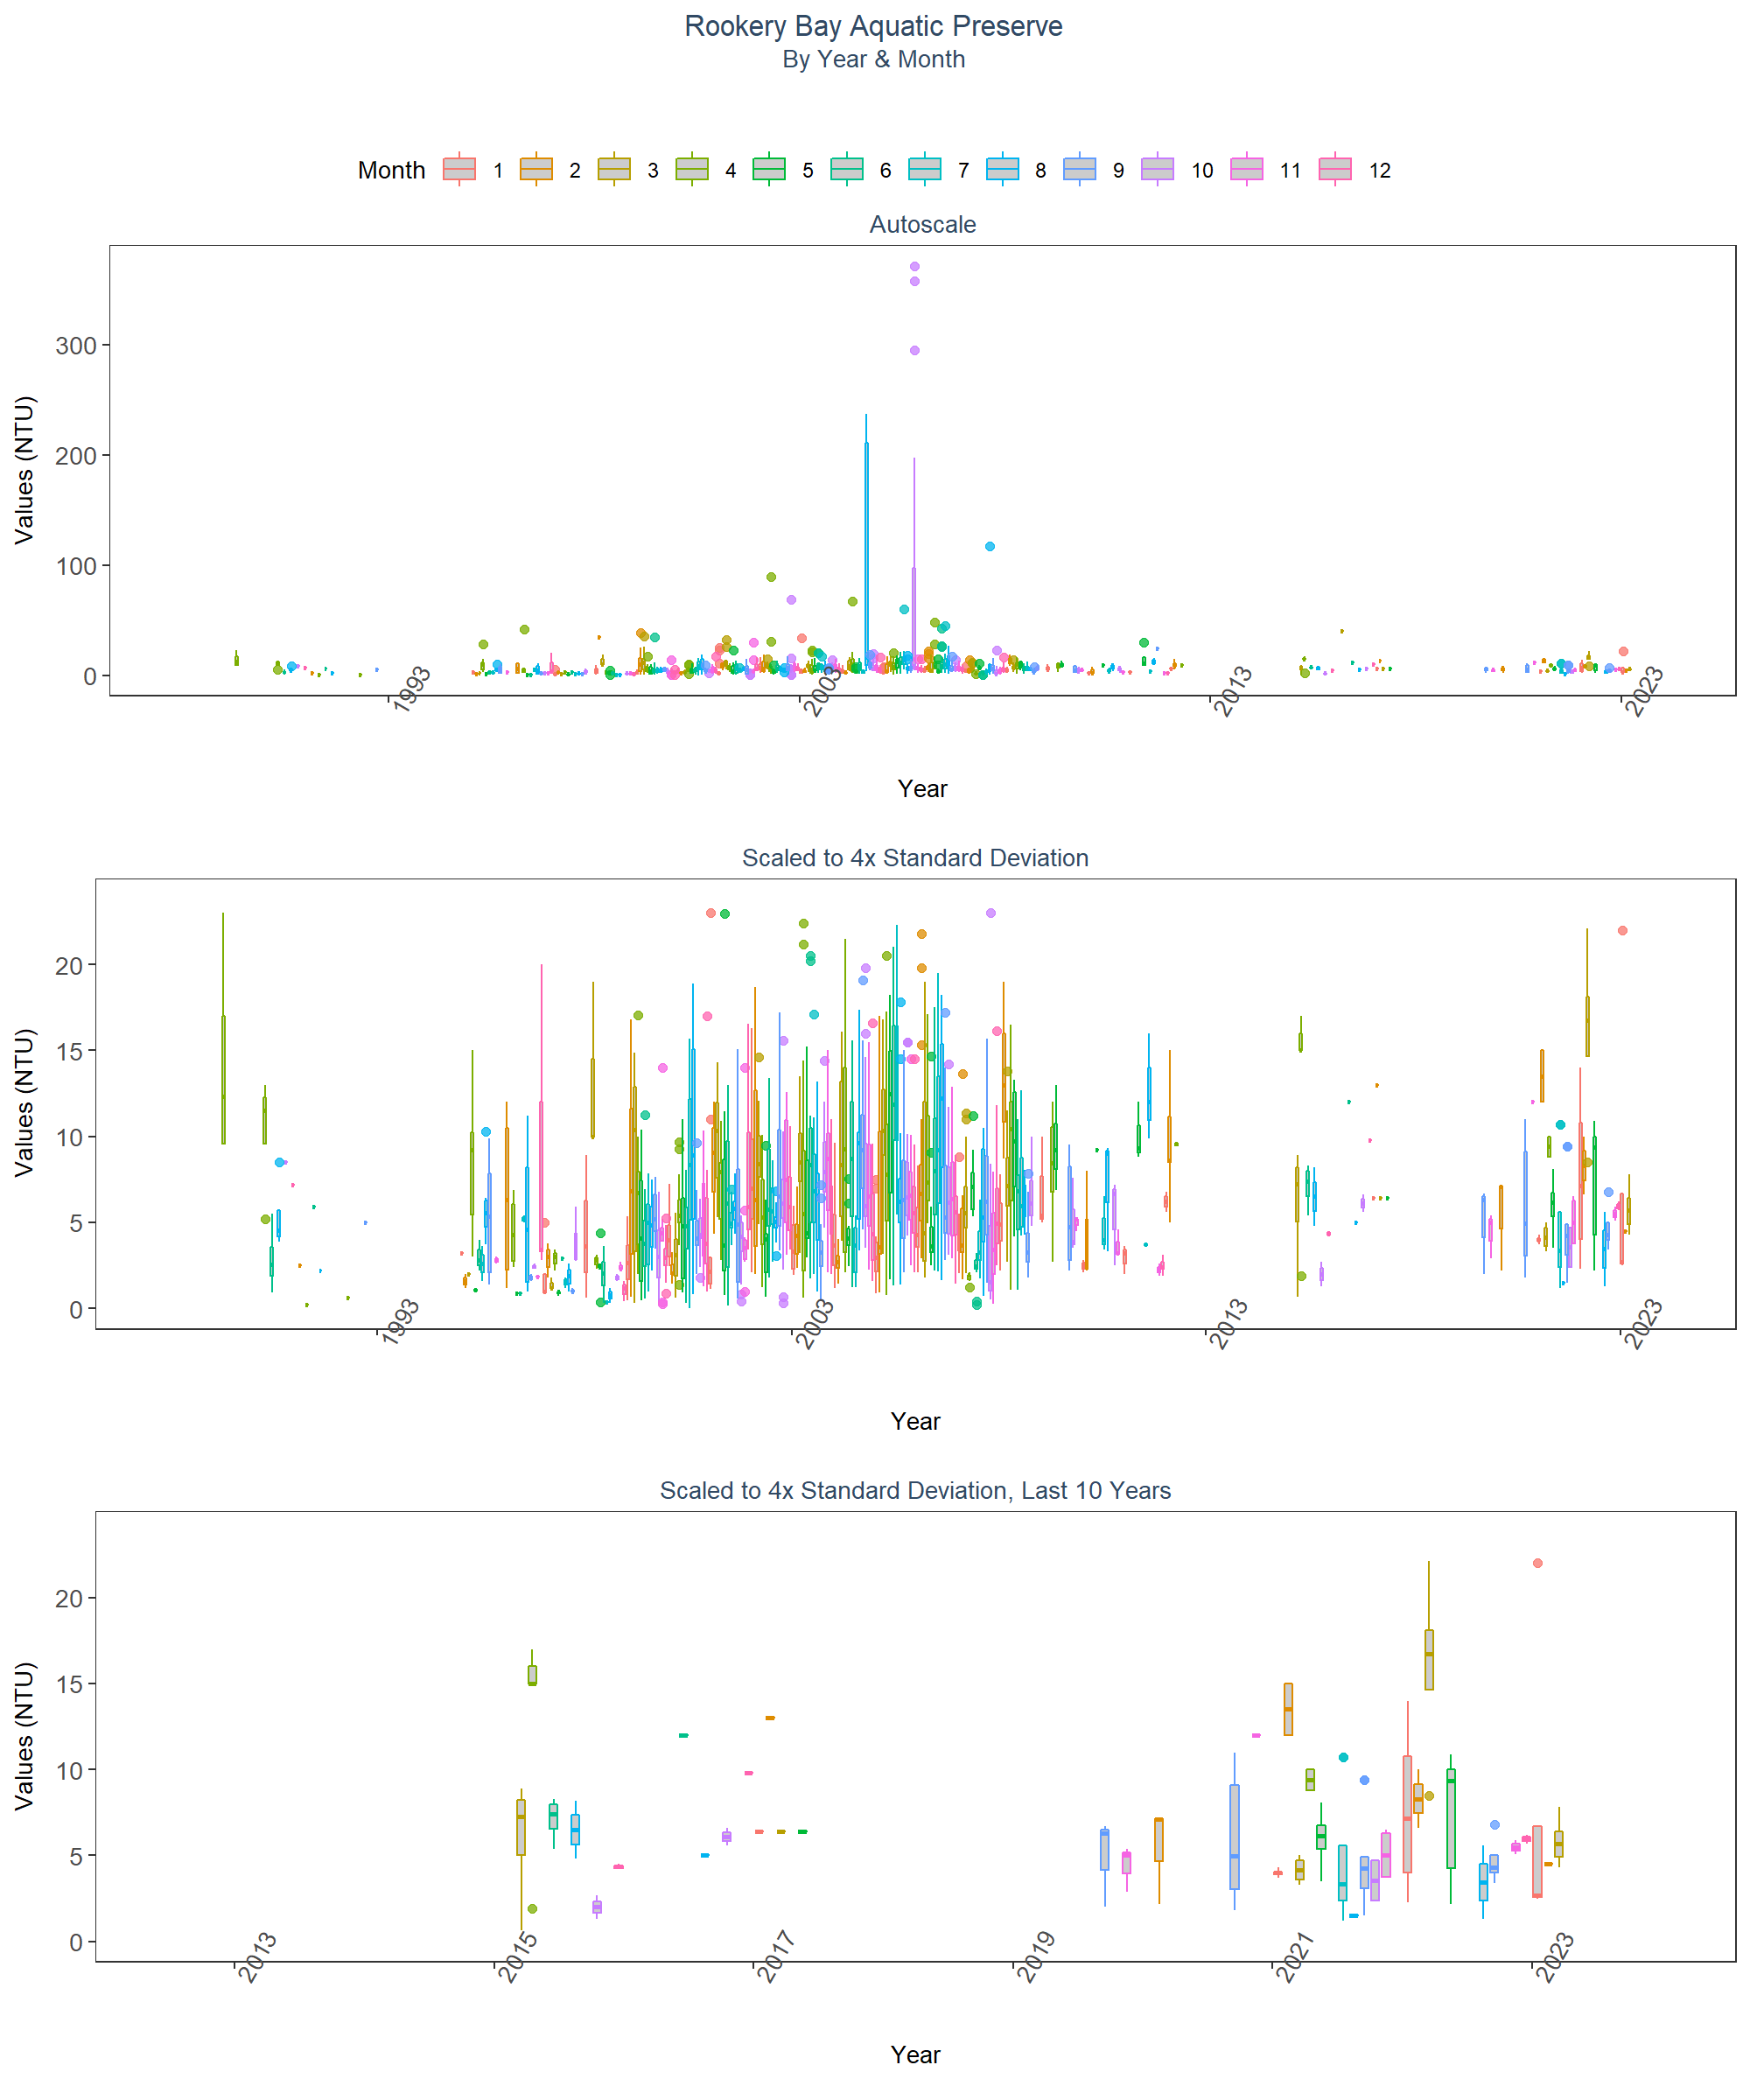 Rookery Bay Aquatic Preserve
By Year & Month
Month 1 2 3 4 5 6 7 8 9 10 11 12
Autoscale
Values (NTU)
300
200
100
0
1993 2003 2013 2023
Year
Scaled to 4x Standard Deviation
Values (NTU)
20
15
10
5
0
1993 2003 2013 2023
Year
Scaled to 4x Standard Deviation, Last 10 Years
Values (NTU)
20
15
10
5
0
2013 2015 2017 2019 2021 2023
Year